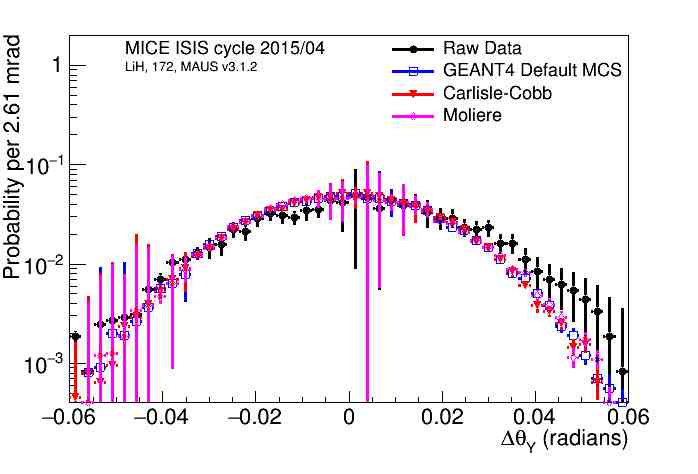 MICE ISIS cycle 2015/04
LiH, 172, MAUS v3.1.2
Raw Data
GEANT4 Default MCS
Carlisle-Cobb
Moliere
Probability per 2.61 mrad
1
10⁻¹
10⁻²
10⁻³
−0.06 −0.04 −0.02 0 0.02 0.04 0.06
Δθ_Y (radians)